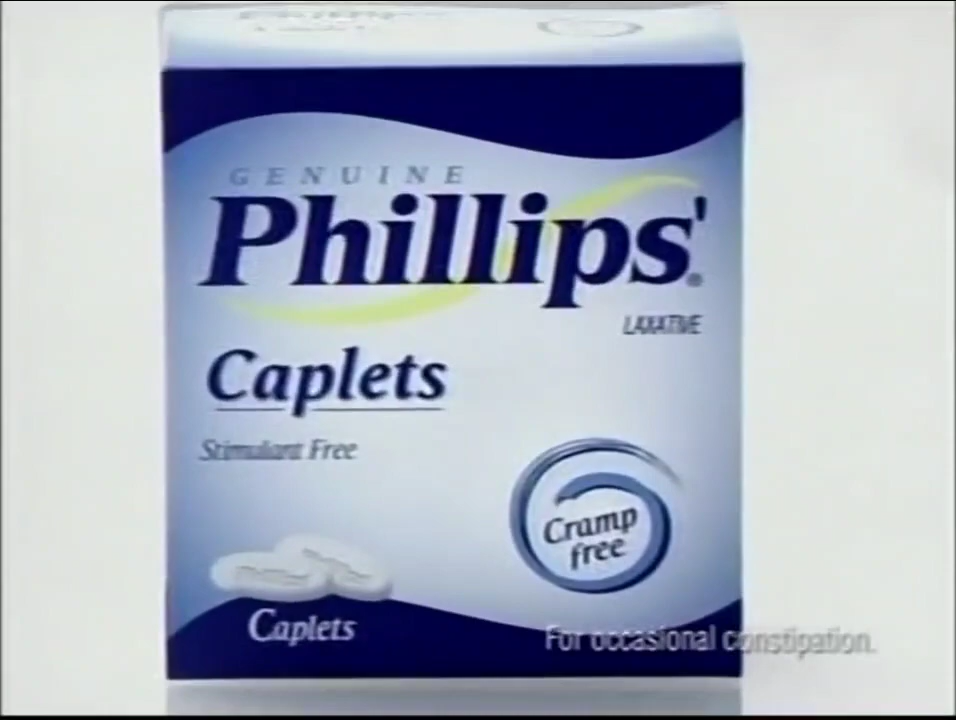 GENUINE
Phillips'®
LAXATIVE
Caplets
Stimulant Free
Cramp
free
Caplets
For occasional constipation.